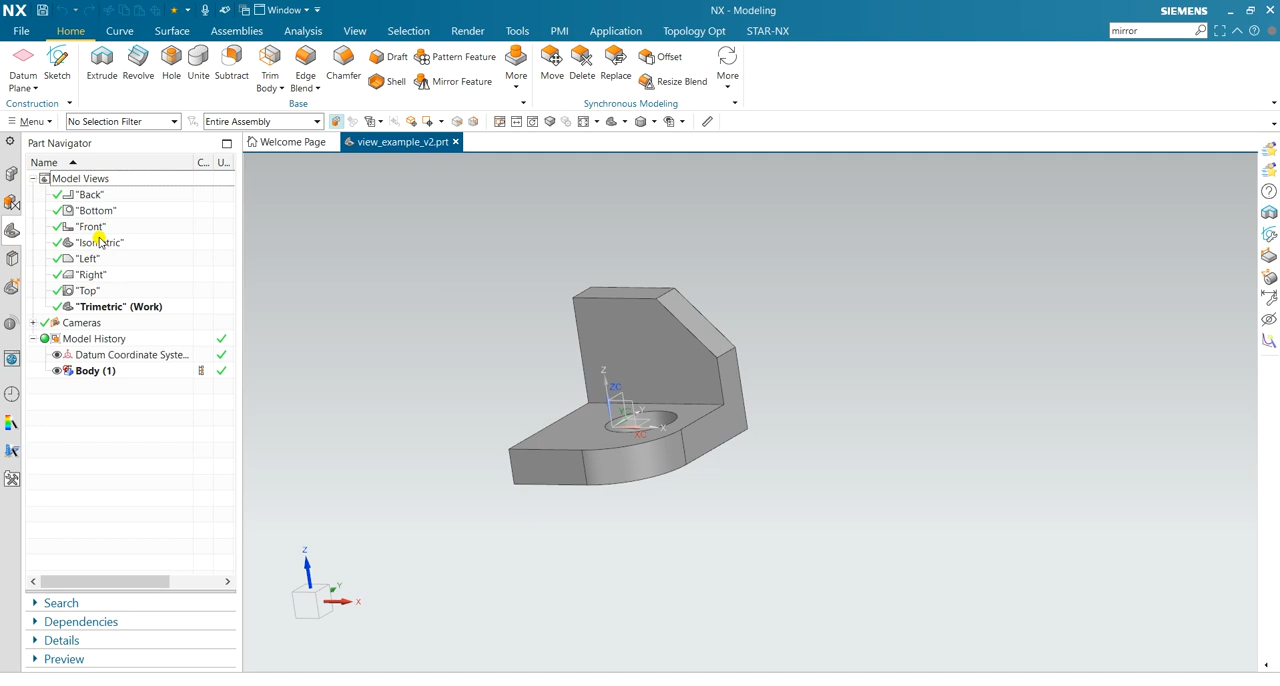 NX
Window
NX - Modeling
SIEMENS
File
Home
Menu
Curve
Surface
Assemblies
Analysis
View
Selection
Render
Tools
PMI
Application
Topology Opt
STAR-NX
mirror
Datum Plane
Sketch
Extrude
Revolve
Hole
Unite
Subtract
Trim Body
Edge Blend
Chamfer
Draft
Shell
Pattern Feature
Mirror Feature
More
Move
Delete
Replace
Offset
Resize Blend
More
Construction
Base
Synchronous Modeling
No Selection Filter
Entire Assembly
Part Navigator
Welcome Page
view_example_v2.prt
Name
C...
U...
Model Views
"Back"
"Bottom"
"Front"
"Isometric"
"Left"
"Right"
"Top"
"Trimetric" (Work)
Cameras
Model History
Datum Coordinate Syste...
Body (1)
Search
Dependencies
Details
Preview
Z
ZC
Y
X
XC
Z
Y
X